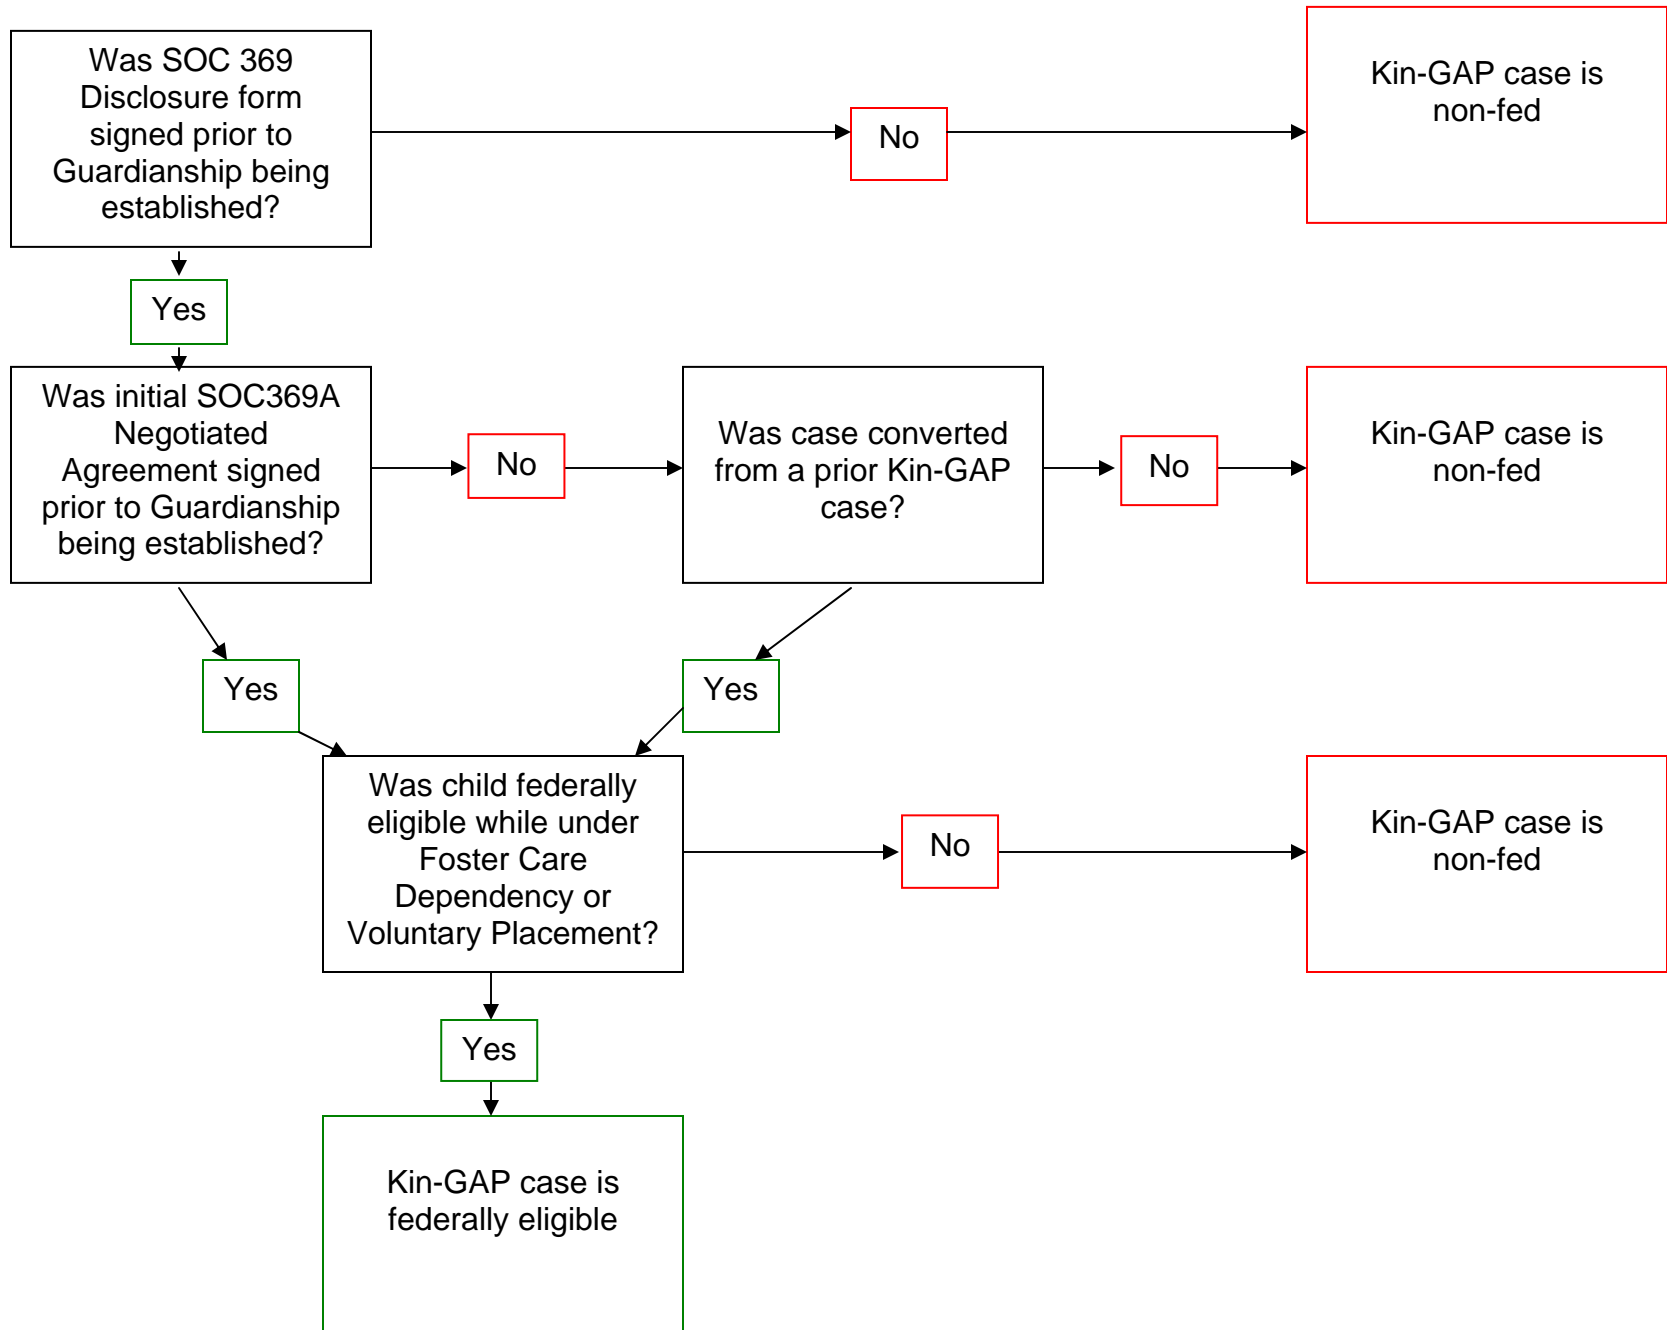 Was SOC 369
Disclosure form
signed prior to
Guardianship being
established?
No
Kin-GAP case is
non-fed
Yes
Was initial SOC369A
Negotiated
Agreement signed
prior to Guardianship
being established?
No
Was case converted
from a prior Kin-GAP
case?
No
Kin-GAP case is
non-fed
Yes
Yes
Was child federally
eligible while under
Foster Care
Dependency or
Voluntary Placement?
No
Kin-GAP case is
non-fed
Yes
Kin-GAP case is
federally eligible